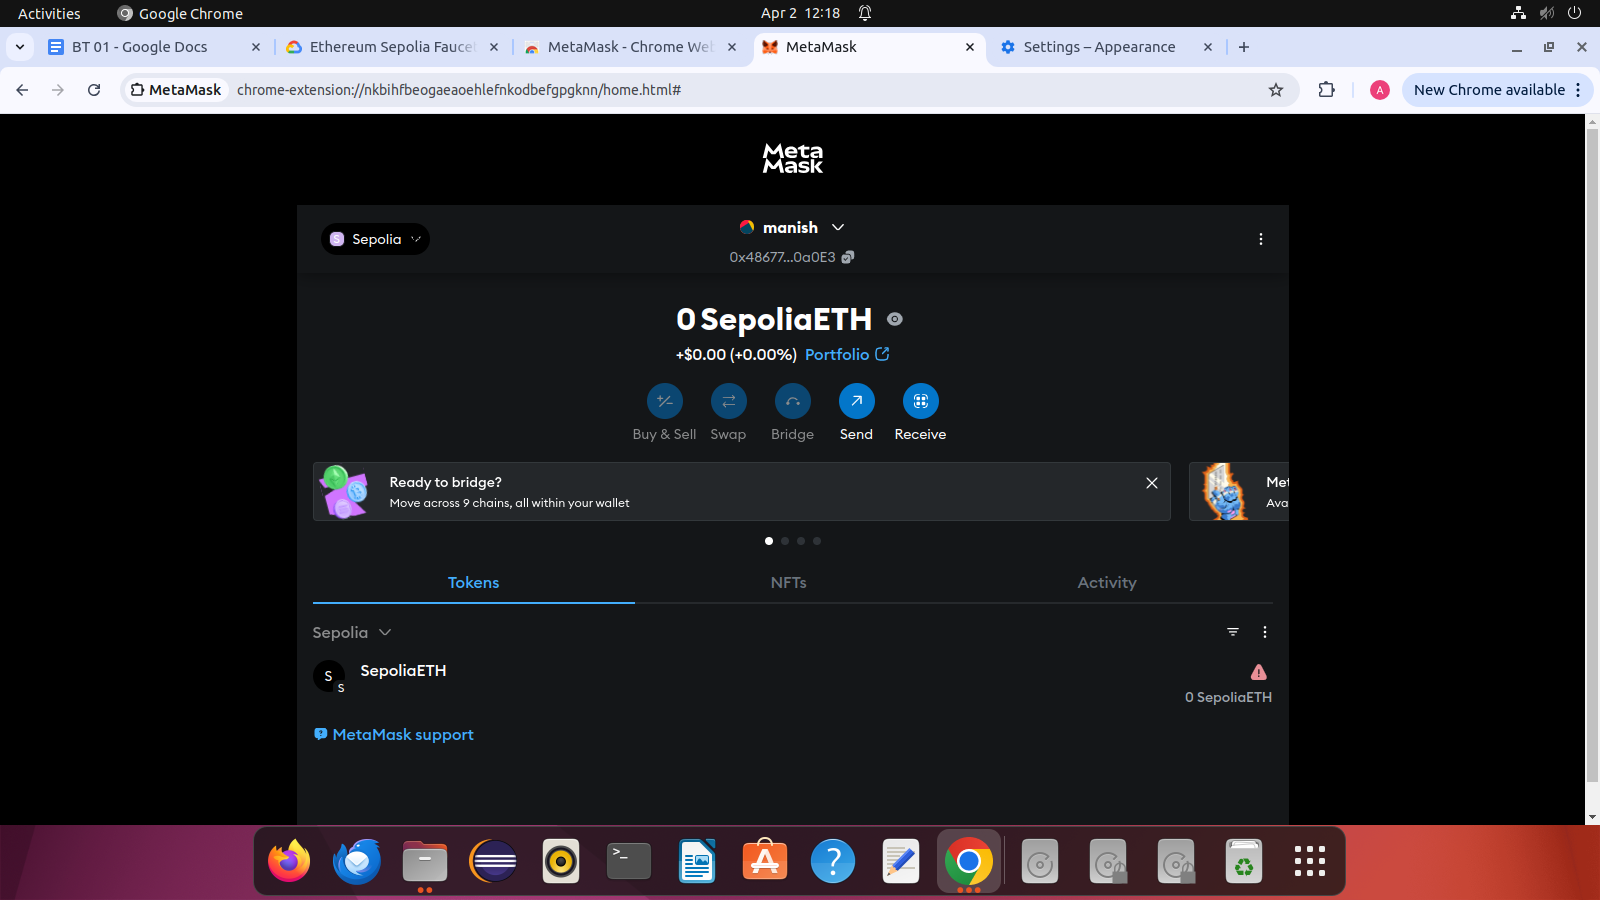 Activities
Google Chrome
Apr 2 12:18
BT 01 - Google Docs
Ethereum Sepolia Fauce
MetaMask - Chrome We
MetaMask
Settings – Appearance
MetaMask
chrome-extension://nkbihfbeogaeaoehlefnkodbefgpgknn/home.html#
A
New Chrome available
Meta
Mask
S
Sepolia
manish
0x48677...0a0E3
0 SepoliaETH
+$0.00 (+0.00%) Portfolio
Buy & Sell
Swap
Bridge
Send
Receive
Ready to bridge?
Move across 9 chains, all within your wallet
Met
Ava
Tokens
NFTs
Activity
Sepolia
S
S
SepoliaETH
0 SepoliaETH
MetaMask support
>_
?